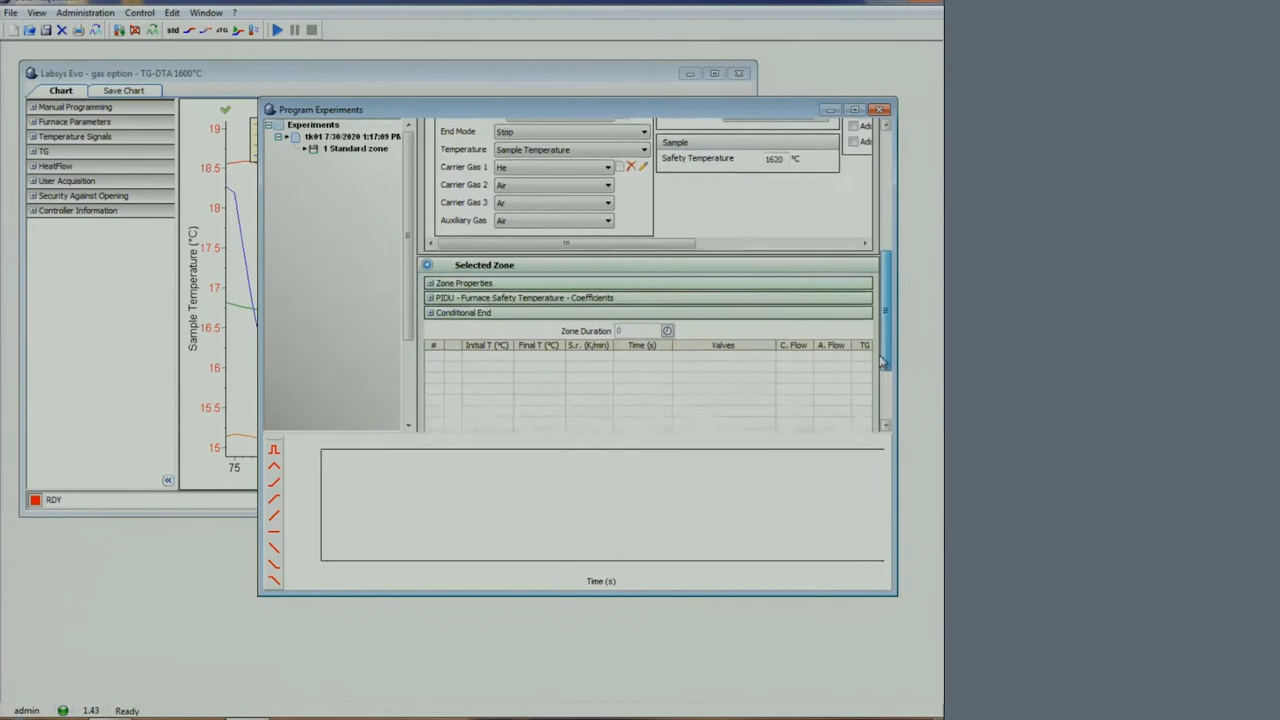 File View Administration Control Edit Window ?
std
TG
Labsys Evo - gas option - TG-DTA 1600°C
Chart Save Chart
Manual Programming
Furnace Parameters
Temperature Signals
TG
HeatFlow
User Acquisition
Security Against Opening
Controller Information
RDY
Sample Temperature (°C)
19
18.5
18
17.5
17
16.5
16
15.5
15
75
Program Experiments
Experiments
tk01 7/30/2020 1:17:09 PM
1 Standard zone
End Mode Stop
Temperature Sample Temperature
Carrier Gas 1 He
Carrier Gas 2 Air
Carrier Gas 3 Ar
Auxiliary Gas Air
Sample
Safety Temperature 1620 °C
Selected Zone
Zone Properties
PIDU - Furnace Safety Temperature - Coefficients
Conditional End
Zone Duration 0
# Initial T (°C) Final T (°C) S.r. (K/min) Time (s) Valves C. Flow A. Flow TG
Time (s)
admin 1.43 Ready